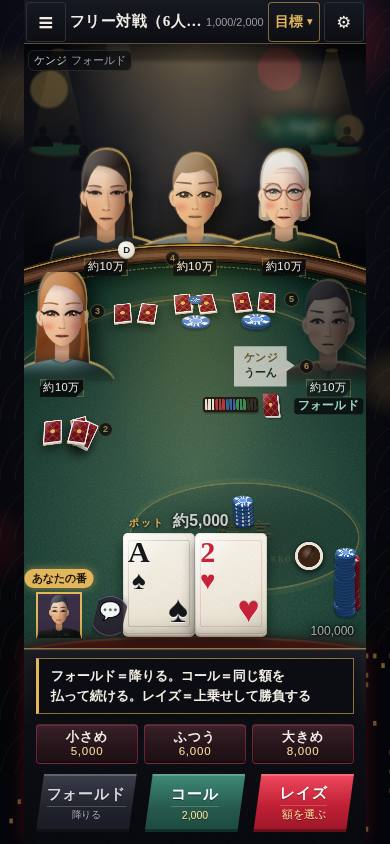 フリー対戦（6人… 1,000/2,000 目標▼
ケンジ フォールド
D
約10万
4
約10万
約10万
3
5
ケンジ
うーん
6
約10万
約10万
フォールド
2
ポット 約5,000
A
2
あなたの番
100,000
フォールド＝降りる。コール＝同じ額を
払って続ける。レイズ＝上乗せして勝負する
小さめ
5,000
ふつう
6,000
大きめ
8,000
フォールド
降りる
コール
2,000
レイズ
額を選ぶ